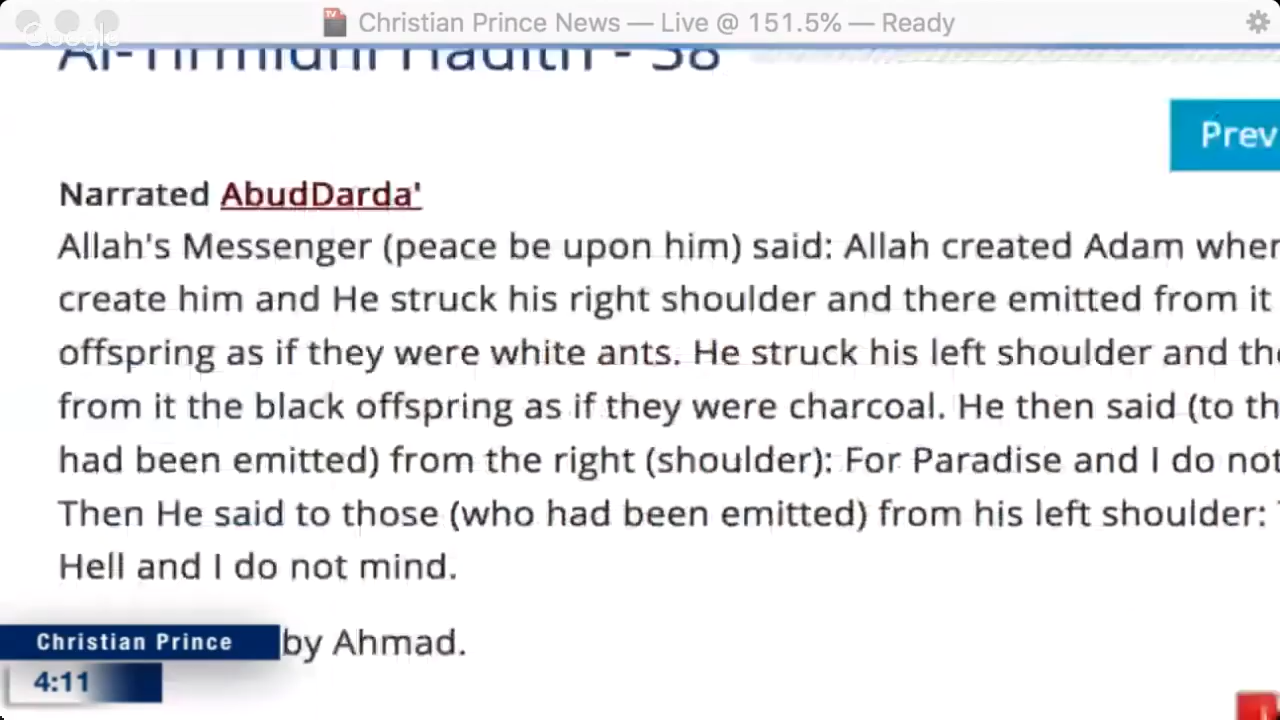 Christian Prince News — Live @ 151.5% — Ready
Google
Al-Tirmidhi Hadith - 38
Prev
Narrated AbudDarda'
Allah's Messenger (peace be upon him) said: Allah created Adam when
create him and He struck his right shoulder and there emitted from it
offspring as if they were white ants. He struck his left shoulder and the
from it the black offspring as if they were charcoal. He then said (to th
had been emitted) from the right (shoulder): For Paradise and I do not
Then He said to those (who had been emitted) from his left shoulder:
Hell and I do not mind.
by Ahmad.
Christian Prince
4:11